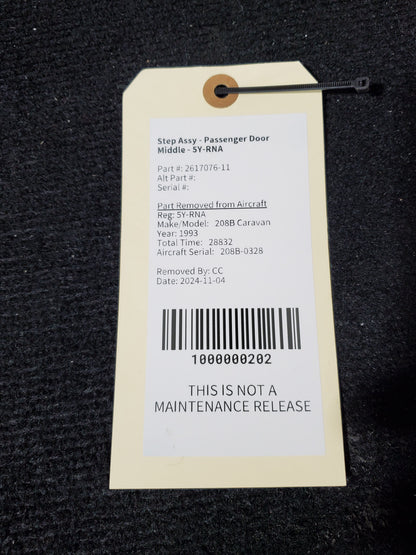 Step Assy - Passenger Door
Middle - 5Y-RNA
Part #: 2617076-11
Alt Part #:
Serial #:
Part Removed from Aircraft
Reg: 5Y-RNA
Make/Model: 208B Caravan
Year: 1993
Total Time: 28832
Aircraft Serial: 208B-0328
Removed By: CC
Date: 2024-11-04
1000000202
THIS IS NOT A
MAINTENANCE RELEASE